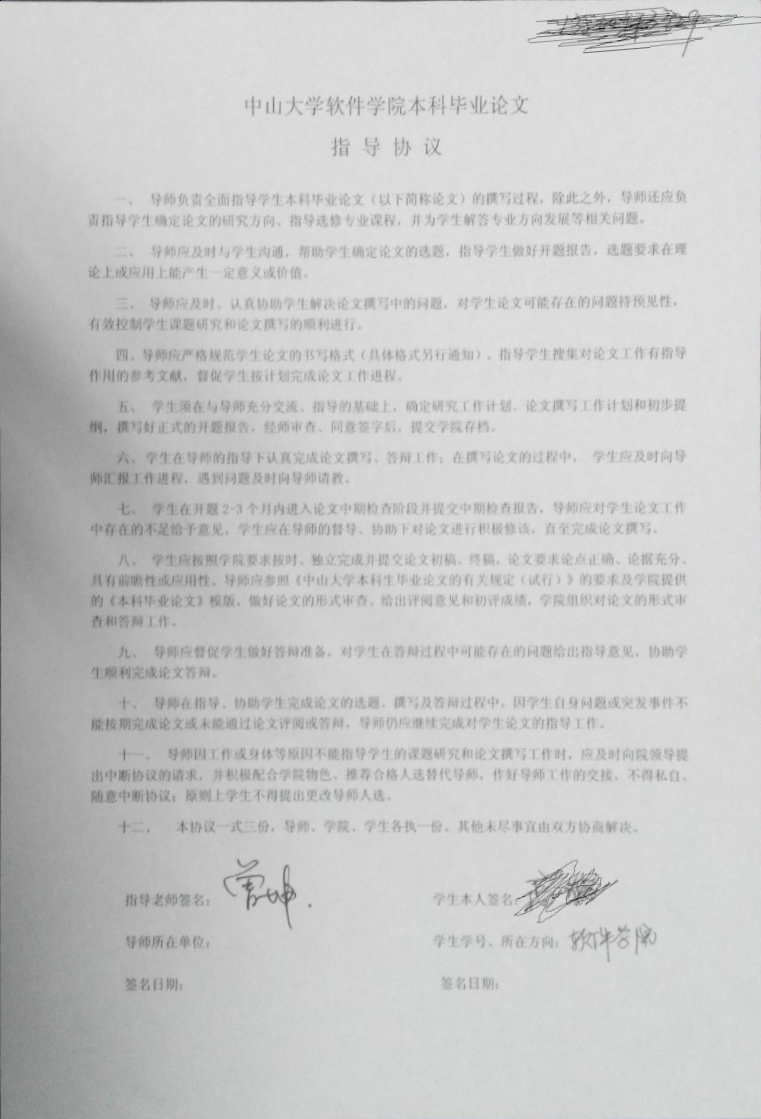 中山大学软件学院本科毕业论文
指 导 协 议
一、 导师负责全面指导学生本科毕业论文（以下简称论文）的撰写过程，除此之外，导师还应负
责指导学生确定论文的研究方向、指导选修专业课程，并为学生解答专业方向发展等相关问题。
二、 导师应及时与学生沟通，帮助学生确定论文的选题，指导学生做好开题报告，选题要求在理
论上或应用上能产生一定意义或价值。
三、 导师应及时、认真协助学生解决论文撰写中的问题，对学生论文可能存在的问题持预见性，
有效控制学生课题研究和论文撰写的顺利进行。
四、导师应严格规范学生论文的书写格式（具体格式另行通知），指导学生搜集对论文工作有指导
作用的参考文献，督促学生按计划完成论文工作进程。
五、 学生须在与导师充分交流、指导的基础上，确定研究工作计划、论文撰写工作计划和初步提
纲，撰写好正式的开题报告，经师审查、同意签字后，提交学院存档。
六、学生在导师的指导下认真完成论文撰写、答辩工作；在撰写论文的过程中， 学生应及时向导
师汇报工作进程，遇到问题及时向导师请教。
七、 学生在开题 2-3 个月内进入论文中期检查阶段并提交中期检查报告，导师应对学生论文工作
中存在的不足给予意见，学生应在导师的督导、协助下对论文进行积极修该，直至完成论文撰写。
八、 学生应按照学院要求按时、独立完成并提交论文初稿、终稿，论文要求论点正确、论据充分、
具有前瞻性或应用性。导师应参照《中山大学本科生毕业论文的有关规定（试行）》的要求及学院提供
的《本科毕业论文》模版，做好论文的形式审查、给出评阅意见和初评成绩，学院组织对论文的形式审
查和答辩工作。
九、 导师应督促学生做好答辩准备，对学生在答辩过程中可能存在的问题给出指导意见，协助学
生顺利完成论文答辩。
十、 导师在指导、协助学生完成论文的选题、撰写及答辩过程中，因学生自身问题或突发事件不
能按期完成论文或未能通过论文评阅或答辩，导师仍应继续完成对学生论文的指导工作。
十一、 导师因工作或身体等原因不能指导学生的课题研究和论文撰写工作时，应及时向院领导提
出中断协议的请求，并积极配合学院物色、推荐合格人选替代导师，作好导师工作的交接，不得私自、
随意中断协议；原则上学生不得提出更改导师人选。
十二、 本协议一式三份，导师、学院、学生各执一份。其他未尽事宜由双方协商解决。
指导老师签名： 曾坤. 学生本人签名：
导师所在单位： 学生学号、所在方向：软件学院
签名日期： 签名日期：